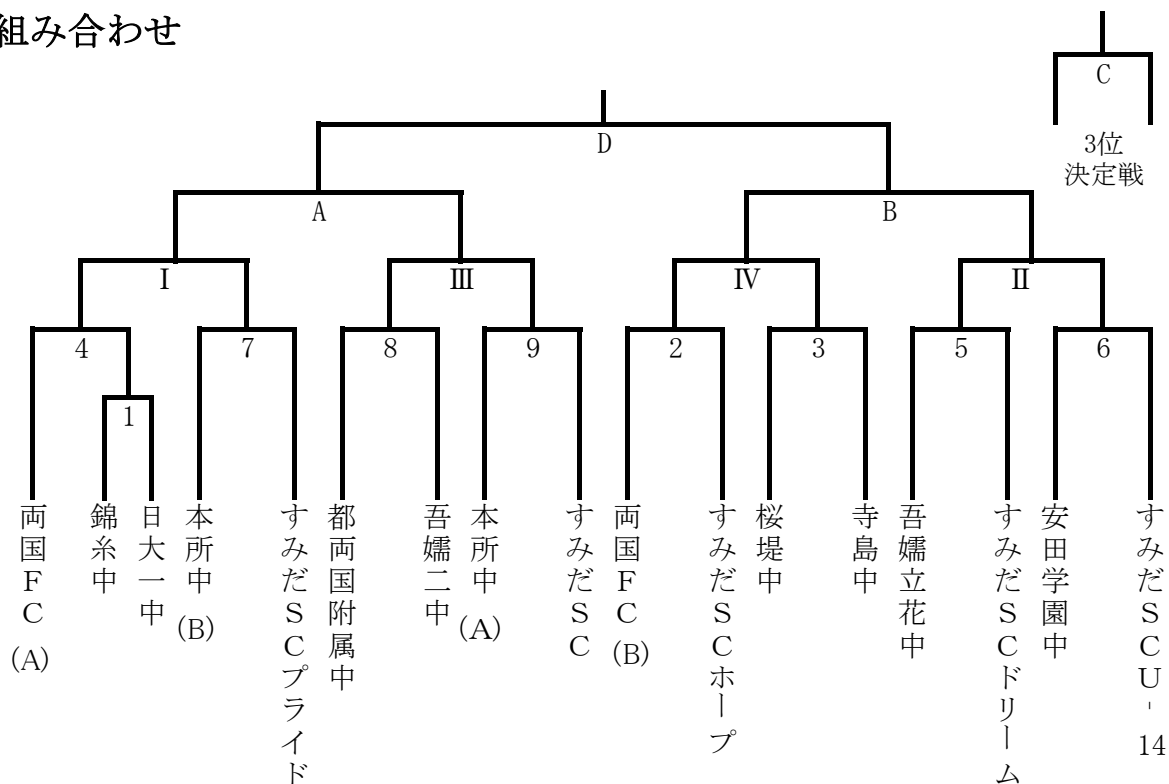 組み合わせ
C
3位
決定戦
D
A
B
Ⅰ
Ⅲ
Ⅳ
Ⅱ
4
7
8
9
2
3
5
6
1
両国ＦＣ(A)
錦糸中
日大一中
本所中(B)
すみだＳＣプライド
都両国附属中
吾嬬二中
本所中(A)
すみだＳＣ
両国ＦＣ(B)
すみだＳＣホープ
桜堤中
寺島中
吾嬬立花中
すみだＳＣドリーム
安田学園中
すみだＳＣＵ-14